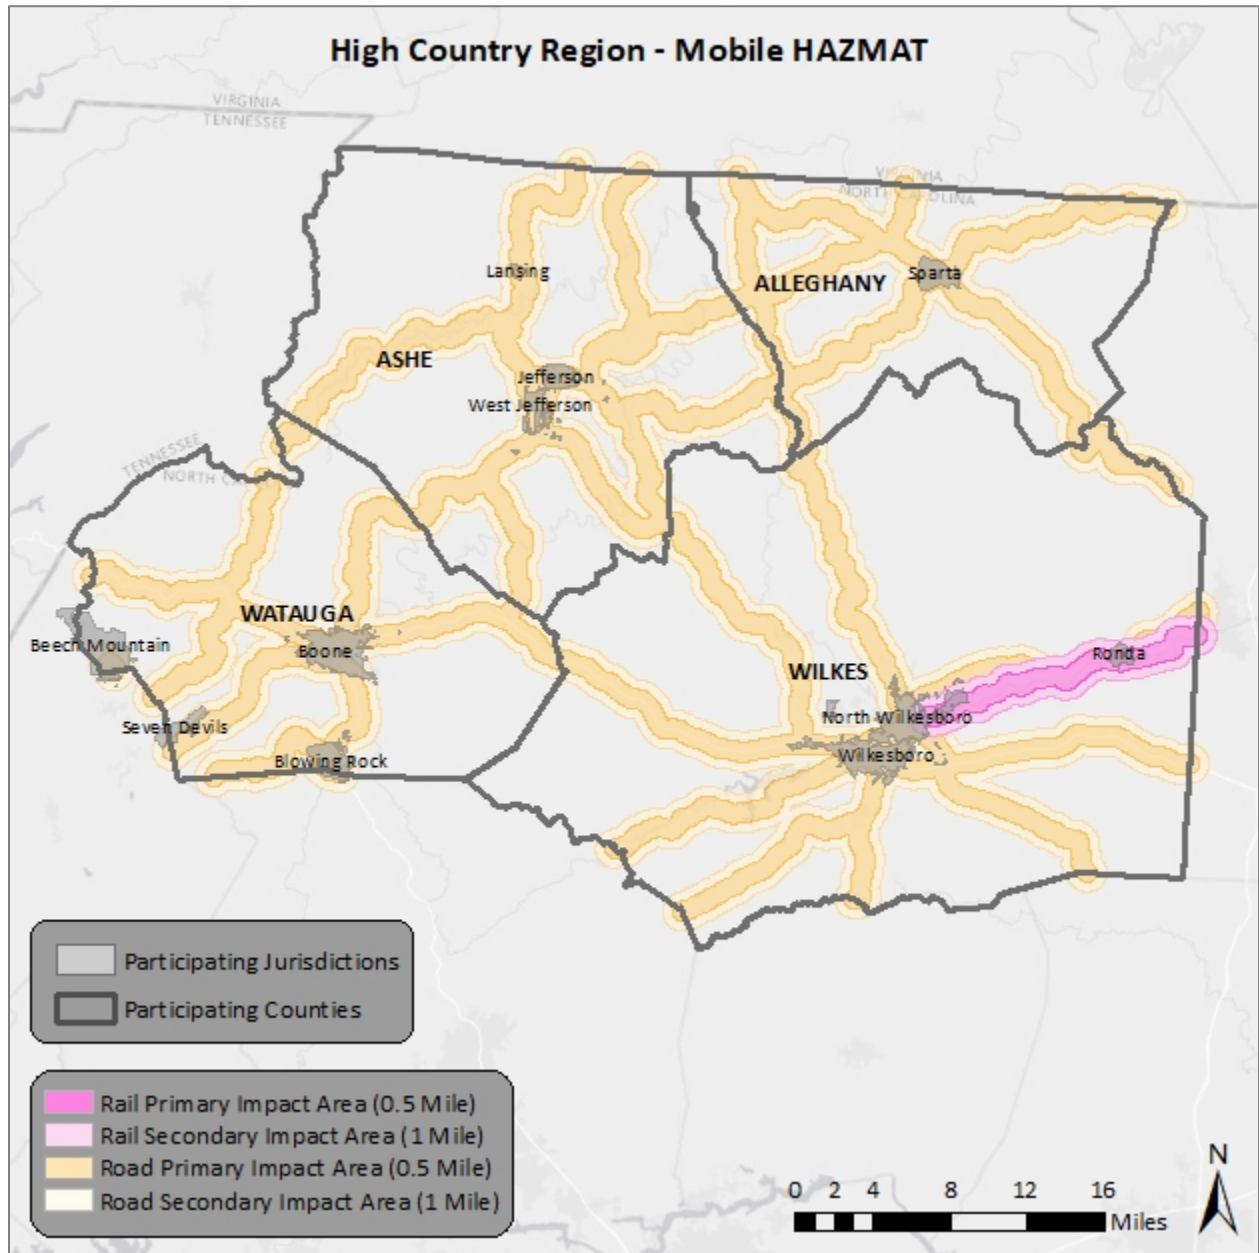 High Country Region - Mobile HAZMAT
VIRGINIA
TENNESSEE
VIRGINIA
NORTH CAROLINA
Lansing
ALLEGHANY
Sparta
ASHE
Jefferson
West Jefferson
TENNESSEE
NORTH
WATAUGA
Beech Mountain
Boone
WILKES
Ronda
Seven Devils
North Wilkesboro
Blowing Rock
Wilkesboro
Participating Jurisdictions
Participating Counties
Rail Primary Impact Area (0.5 Mile)
Rail Secondary Impact Area (1 Mile)
Road Primary Impact Area (0.5 Mile)
Road Secondary Impact Area (1 Mile)
N
0 2 4 8 12 16
Miles